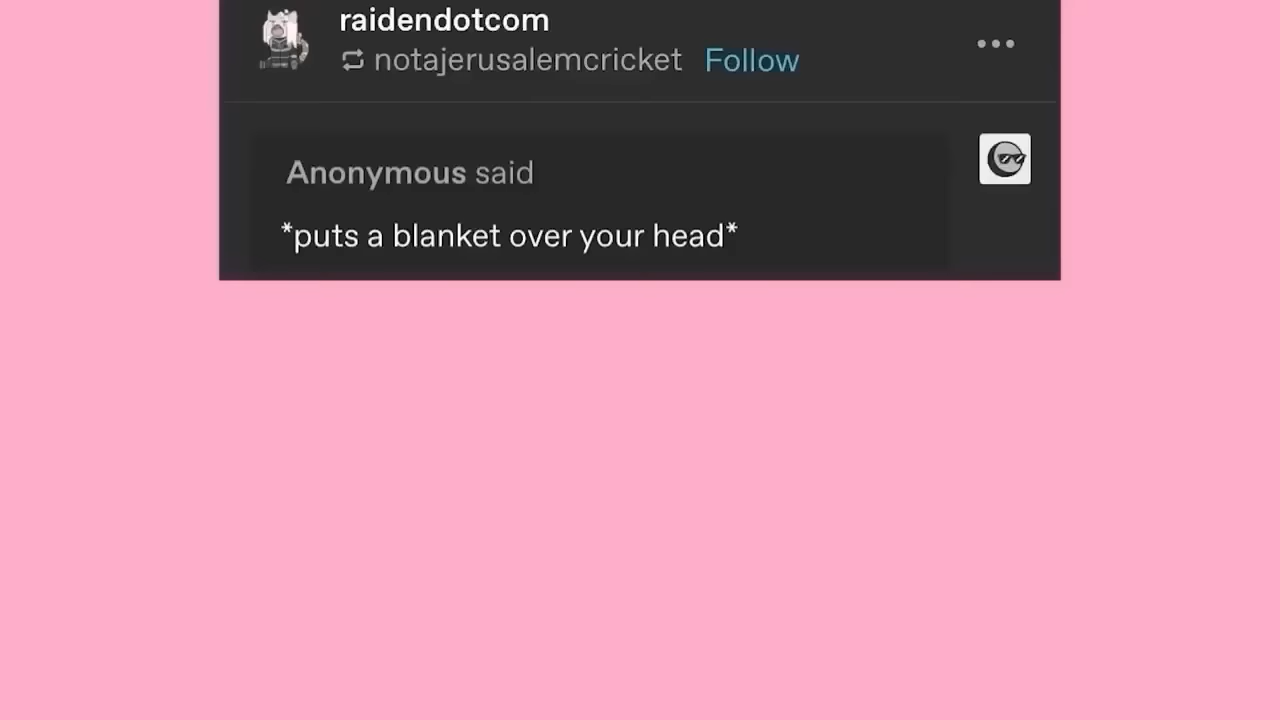 raidendotcom
notajerusalemcricket Follow
Anonymous said
*puts a blanket over your head*